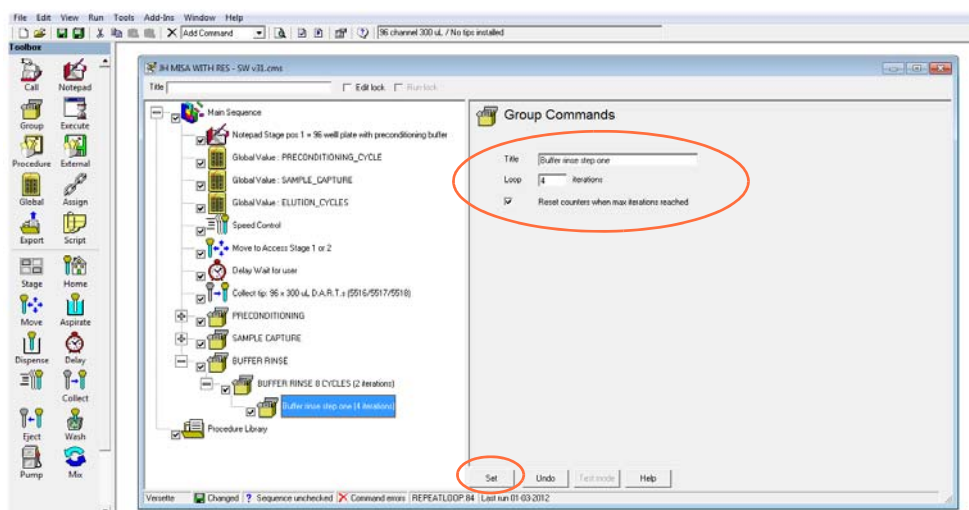 File Edit View Run Tools Add-Ins Window Help
Add Command 96 channel 300 uL / No tips installed
Toolbox
Call Notepad
Group Execute
Procedure External
Global Assign
Export Script
Stage Home
Move Aspirate
Dispense Delay
Collect
Eject Wash
Pump Mix
JH MISA WITH RES - SW v31.cms
Title Edit lock Run lock
Main Sequence
Notepad Stage pos 1 = 96 well plate with preconditioning buffer
Global Value : PRECONDITIONING_CYCLE
Global Value : SAMPLE_CAPTURE
Global Value : ELUTION_CYCLES
Speed Control
Move to Access Stage 1 or 2
Delay Wait for user
Collect tip: 96 x 300 uL D.A.R.T.s (5516/5517/5518)
PRECONDITIONING
SAMPLE CAPTURE
BUFFER RINSE
BUFFER RINSE 8 CYCLES (2 iterations)
Buffer rinse step one (4 iterations)
Procedure Library
Group Commands
Title Buffer rinse step one
Loop 4 iterations
Reset counters when max iterations reached
Set Undo Test mode Help
Versette Changed ? Sequence unchecked Command errors REPEATLOOP:84 Last run 01-03-2012